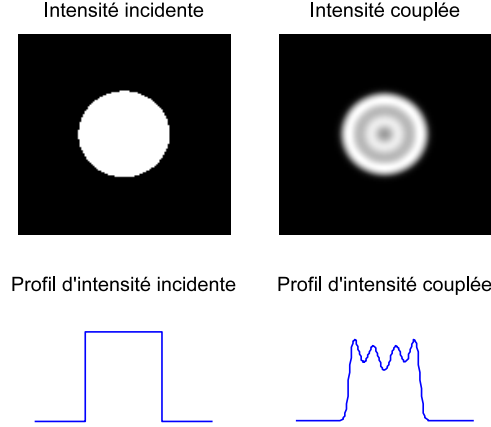 Intensité incidente
Intensité couplée
Profil d'intensité incidente
Profil d'intensité couplée